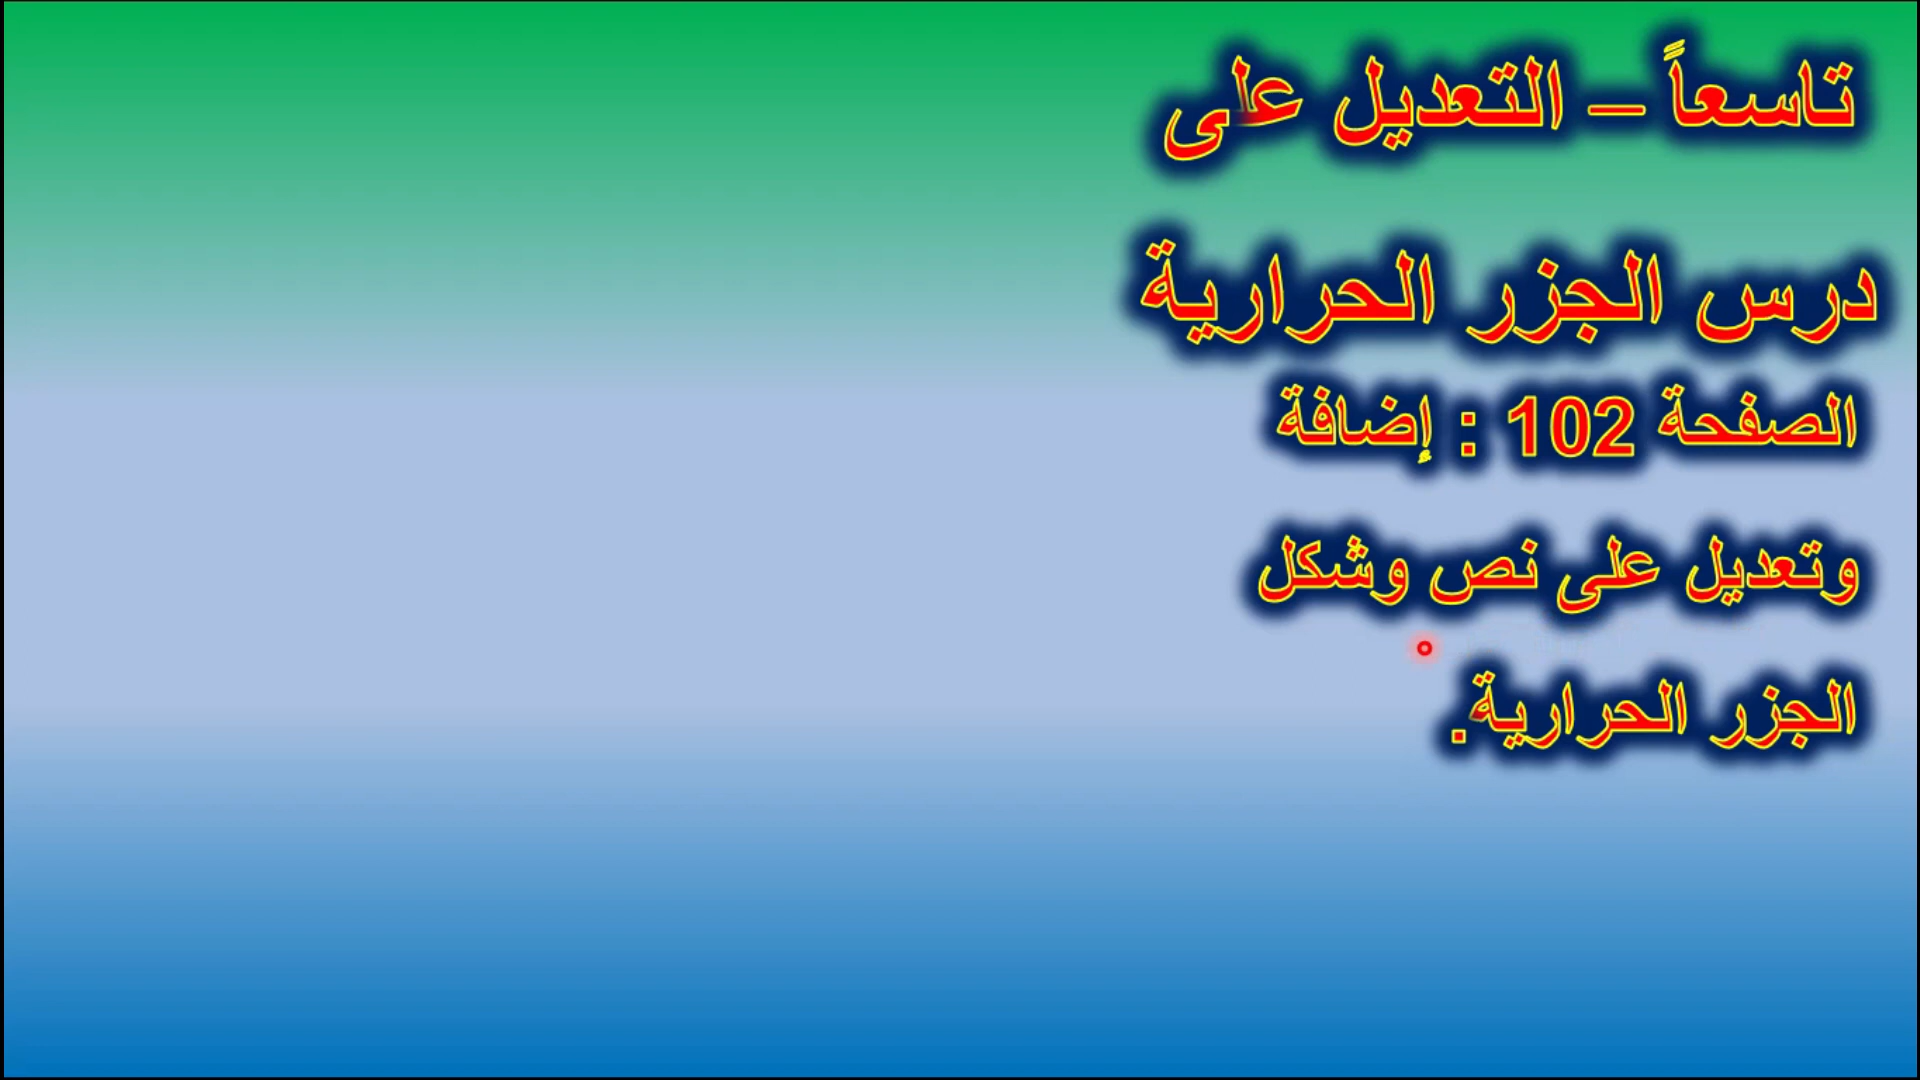 تاسعاً – التعديل على
درس الجزر الحرارية
الصفحة 102 : إضافة
وتعديل على نص وشكل
الجزر الحرارية.